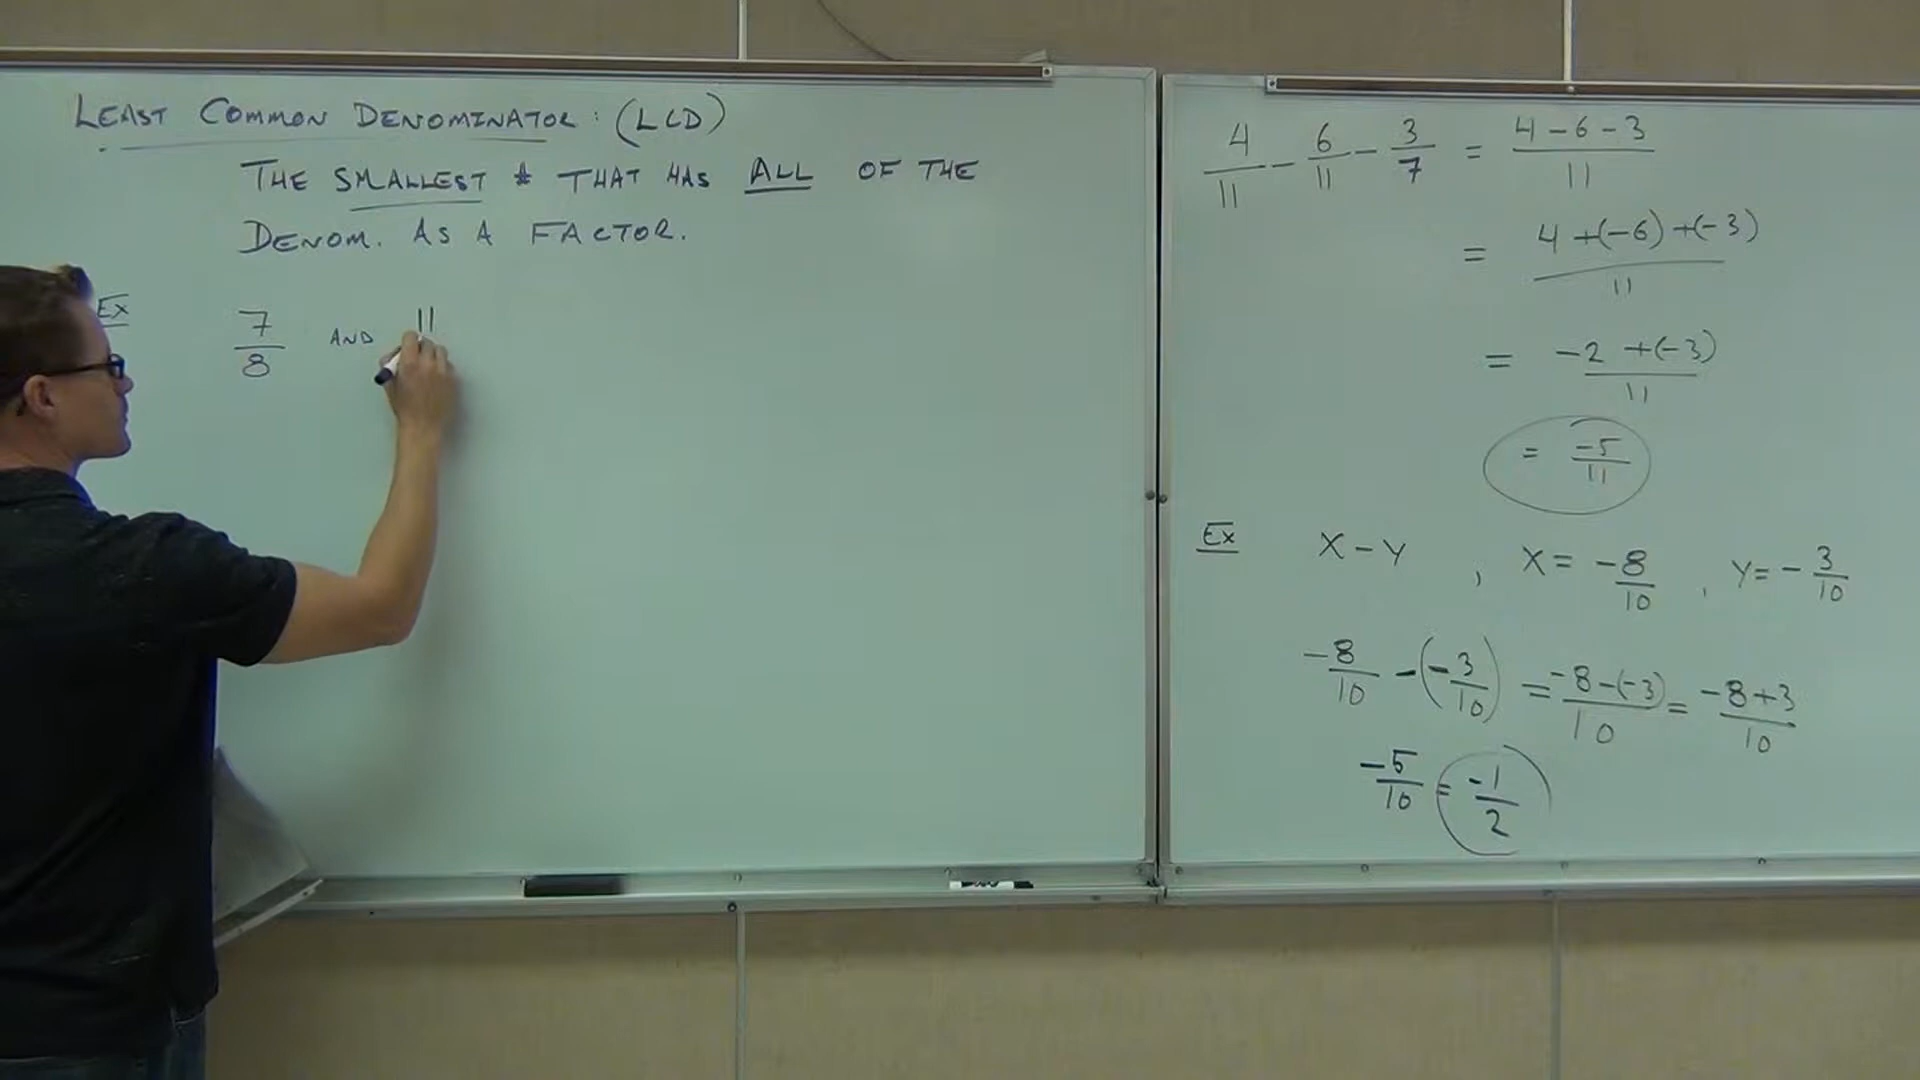 LEAST COMMON DENOMINATOR: (LCD)
THE SMALLEST # THAT HAS ALL OF THE
DENOM. AS A FACTOR.
Ex 7/8 AND 11
4/11 - 6/11 - 3/7 = (4 - 6 - 3)/11
= (4 + (-6) + (-3))/11
= (-2 + (-3))/11
= -5/11
Ex X - Y , X = -8/10 , Y = -3/10
-8/10 - (-3/10) = (-8 - (-3))/10 = (-8 + 3)/10
-5/10 = -1/2